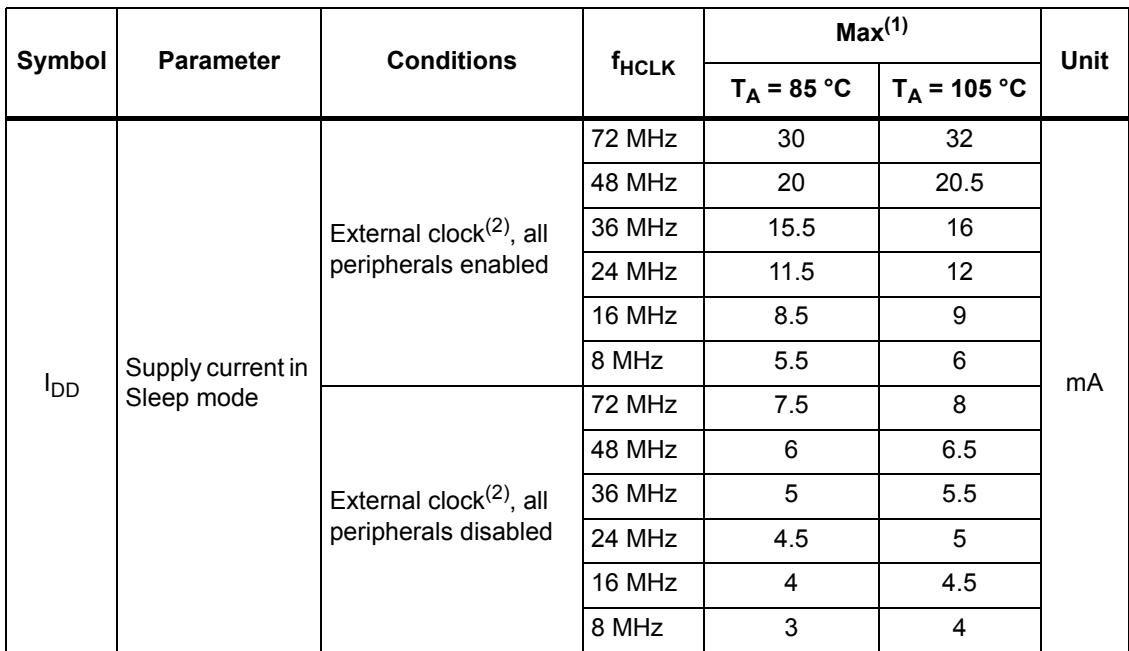 Symbol Parameter Conditions fHCLK Max(1) Unit
TA = 85 °C TA = 105 °C
IDD Supply current in Sleep mode External clock(2), all peripherals enabled 72 MHz 30 32 mA
48 MHz 20 20.5
36 MHz 15.5 16
24 MHz 11.5 12
16 MHz 8.5 9
8 MHz 5.5 6
External clock(2), all peripherals disabled 72 MHz 7.5 8
48 MHz 6 6.5
36 MHz 5 5.5
24 MHz 4.5 5
16 MHz 4 4.5
8 MHz 3 4